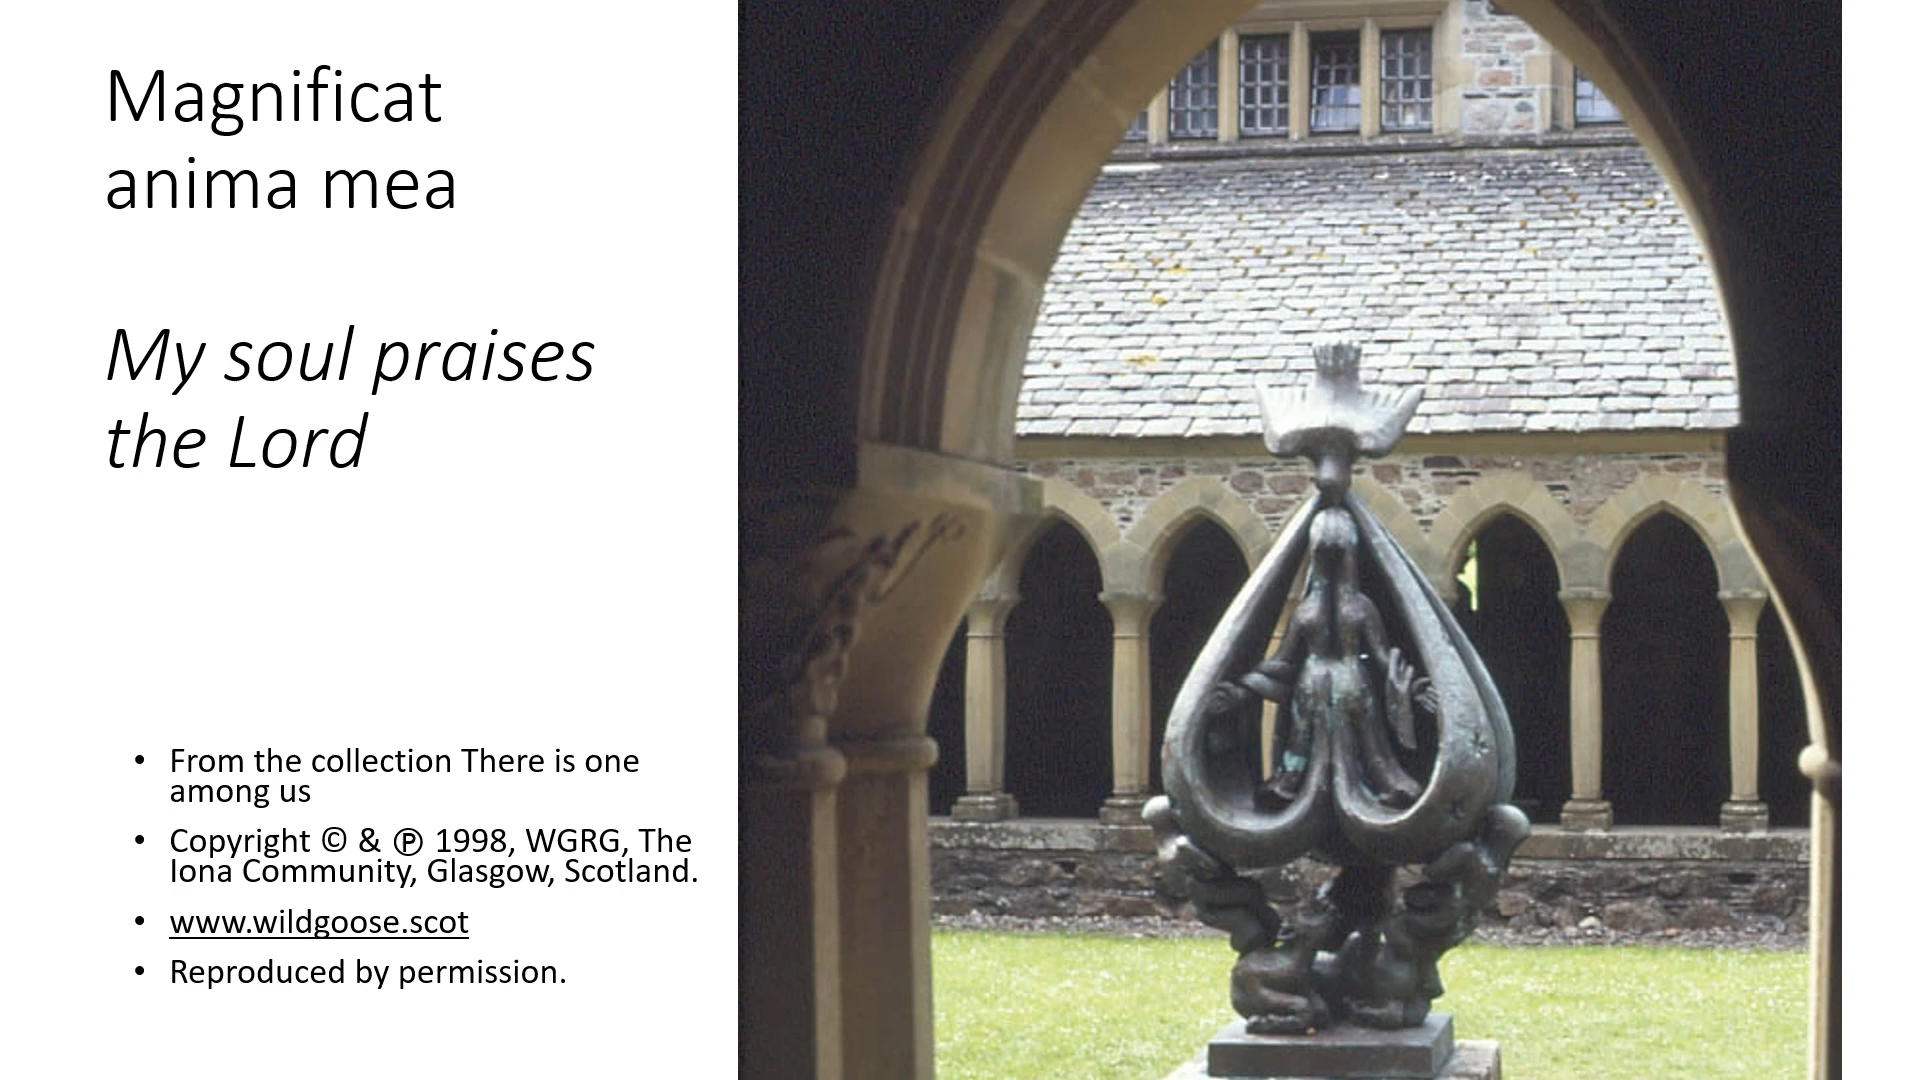 Magnificat
anima mea
My soul praises
the Lord
• From the collection There is one
among us
• Copyright © & ℗ 1998, WGRG, The
Iona Community, Glasgow, Scotland.
• www.wildgoose.scot
• Reproduced by permission.